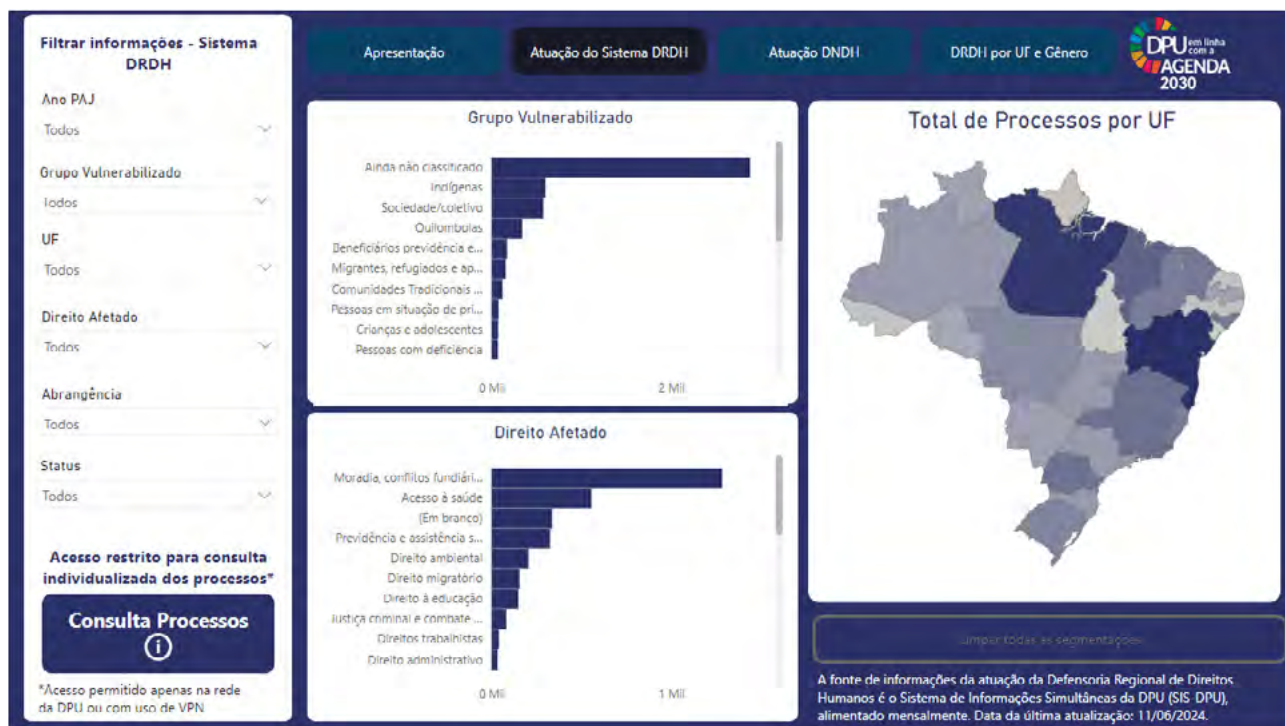 Filtrar informações - Sistema
DRDH
Ano PAJ
Todos
Grupo Vulnerabilizado
Todos
UF
Todos
Direito Afetado
Todos
Abrangência
Todos
Status
Todos
Acesso restrito para consulta
individualizada dos processos*
Consulta Processos
*Acesso permitido apenas na rede
da DPU ou com uso de VPN
Apresentação
Atuação do Sistema DRDH
Atuação DNDH
DRDH por UF e Gênero
DPU em linha com a
AGENDA
2030
Grupo Vulnerabilizado
Ainda não classificado
Indígenas
Sociedade/coletivo
Quilombolas
Beneficiários previdência e...
Migrantes, refugiados e ap...
Comunidades Tradicionais ...
Pessoas em situação de pri...
Crianças e adolescentes
Pessoas com deficiência
0 Mil 2 Mil
Direito Afetado
Moradia, conflitos fundiári...
Acesso à saúde
(Em branco)
Previdência e assistência s...
Direito ambiental
Direito migratório
Direito à educação
Justiça criminal e combate ...
Direitos trabalhistas
Direito administrativo
0 Mil 1 Mil
Total de Processos por UF
Limpar todas as segmentações
A fonte de informações da atuação da Defensoria Regional de Direitos
Humanos é o Sistema de Informações Simultâneas da DPU (SIS-DPU),
alimentado mensalmente. Data da última atualização: 11/06/2024.